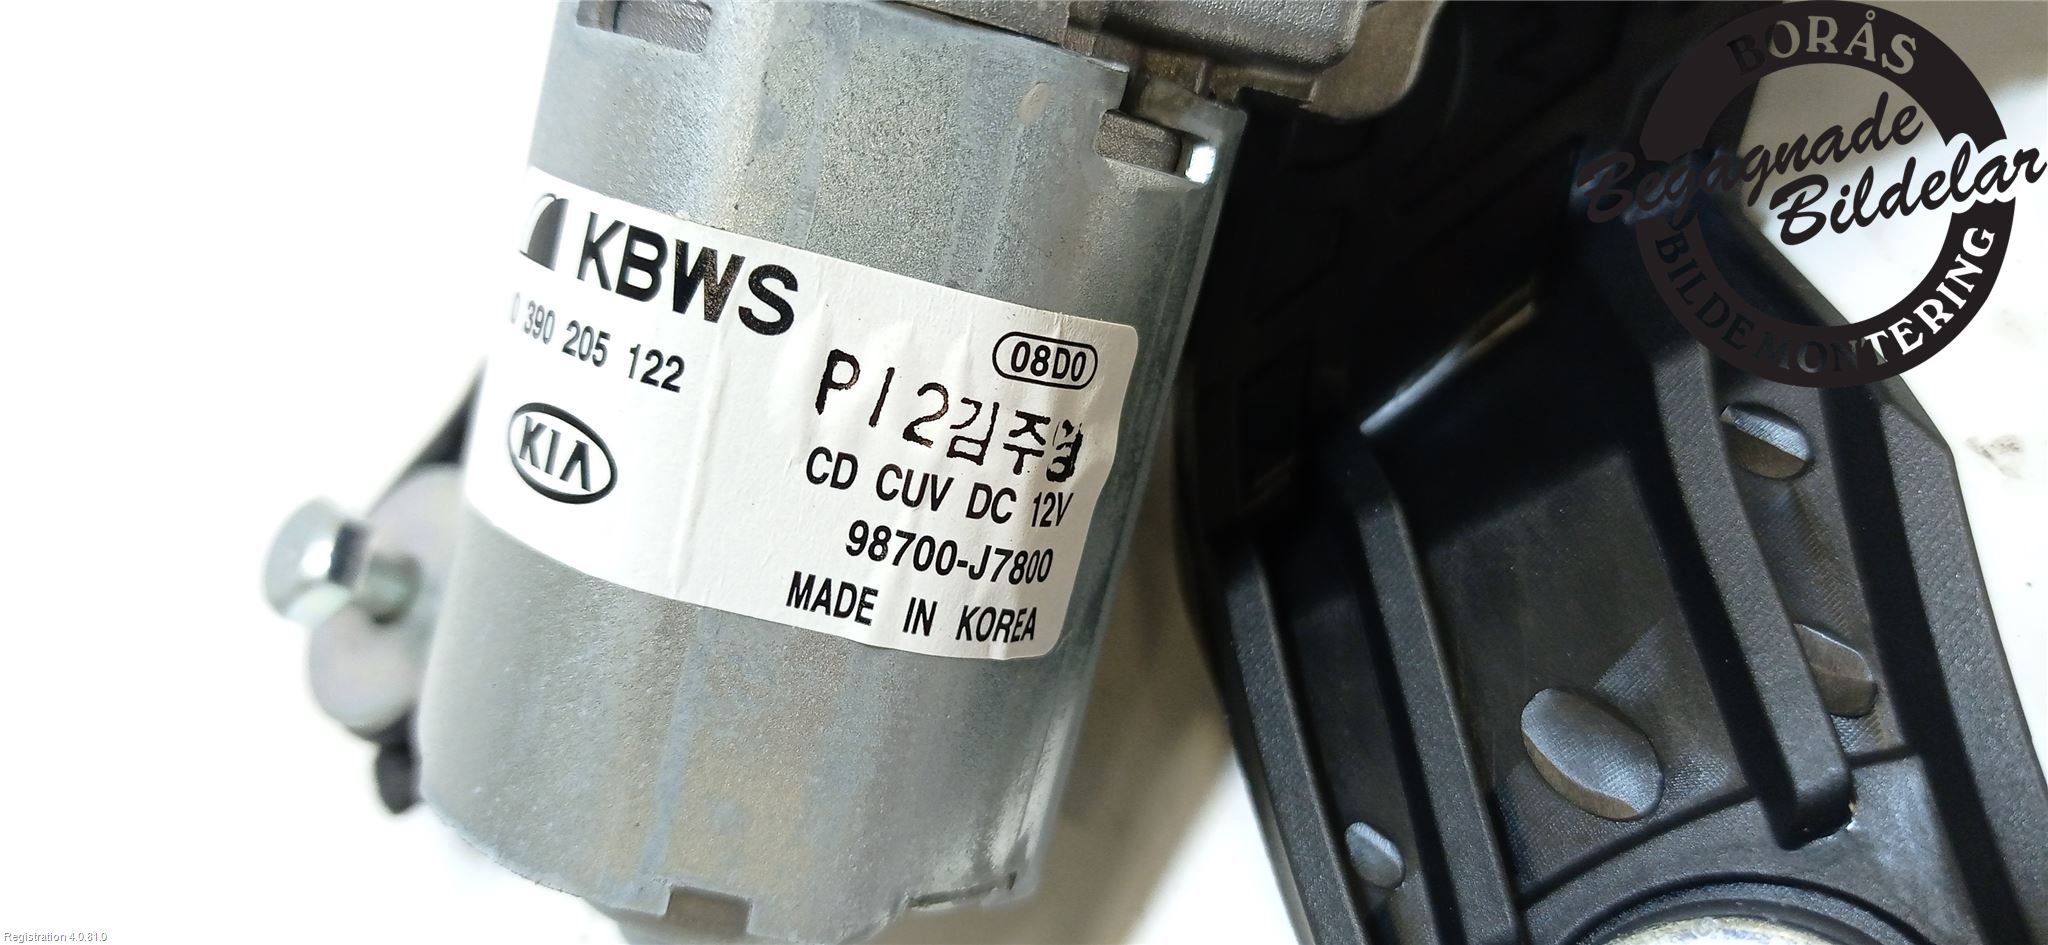 KBWS
0 390 205 122
08D0
P12김주영
KIA
CD CUV DC 12V
98700-J7800
MADE IN KOREA
BORÅS
Begagnade
Bildelar
BILDEMONTERING
Registration 4.0.81.0